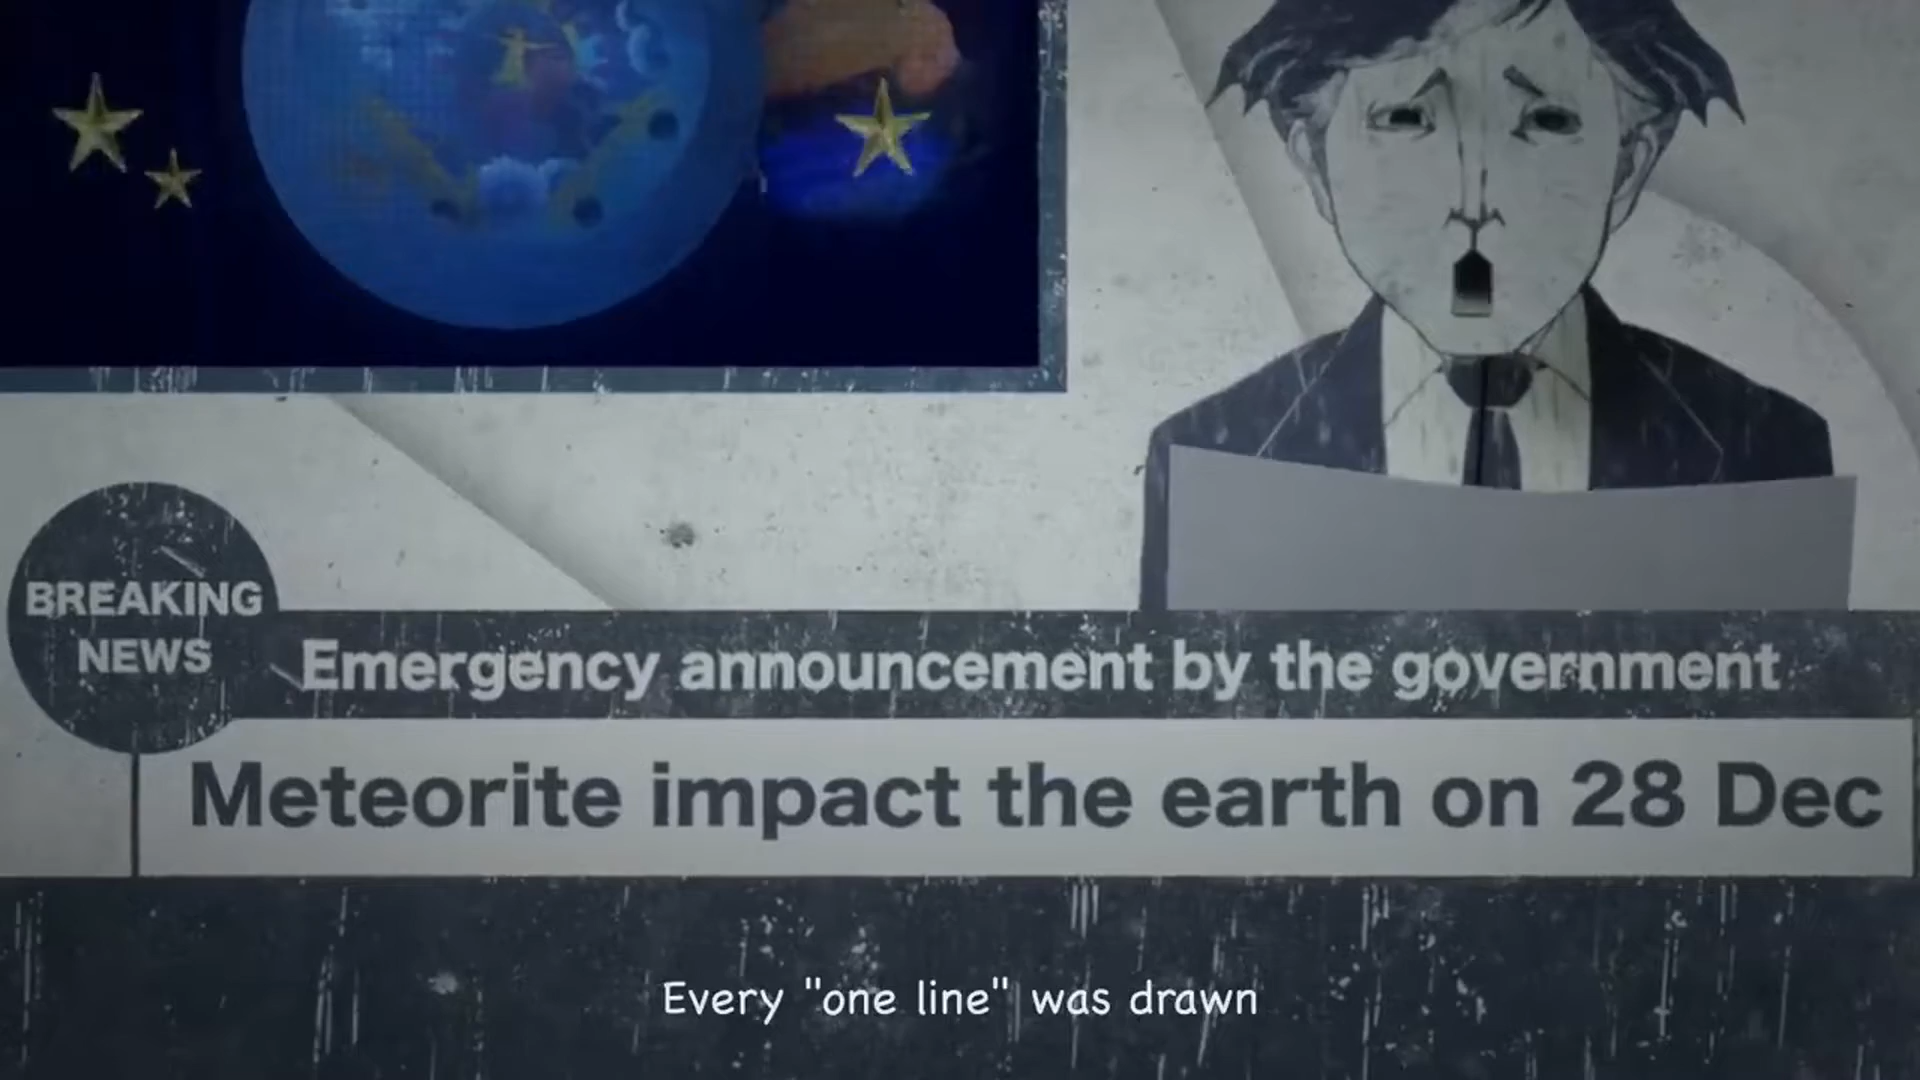 BREAKING
NEWS
Emergency announcement by the government
Meteorite impact the earth on 28 Dec
Every "one line" was drawn